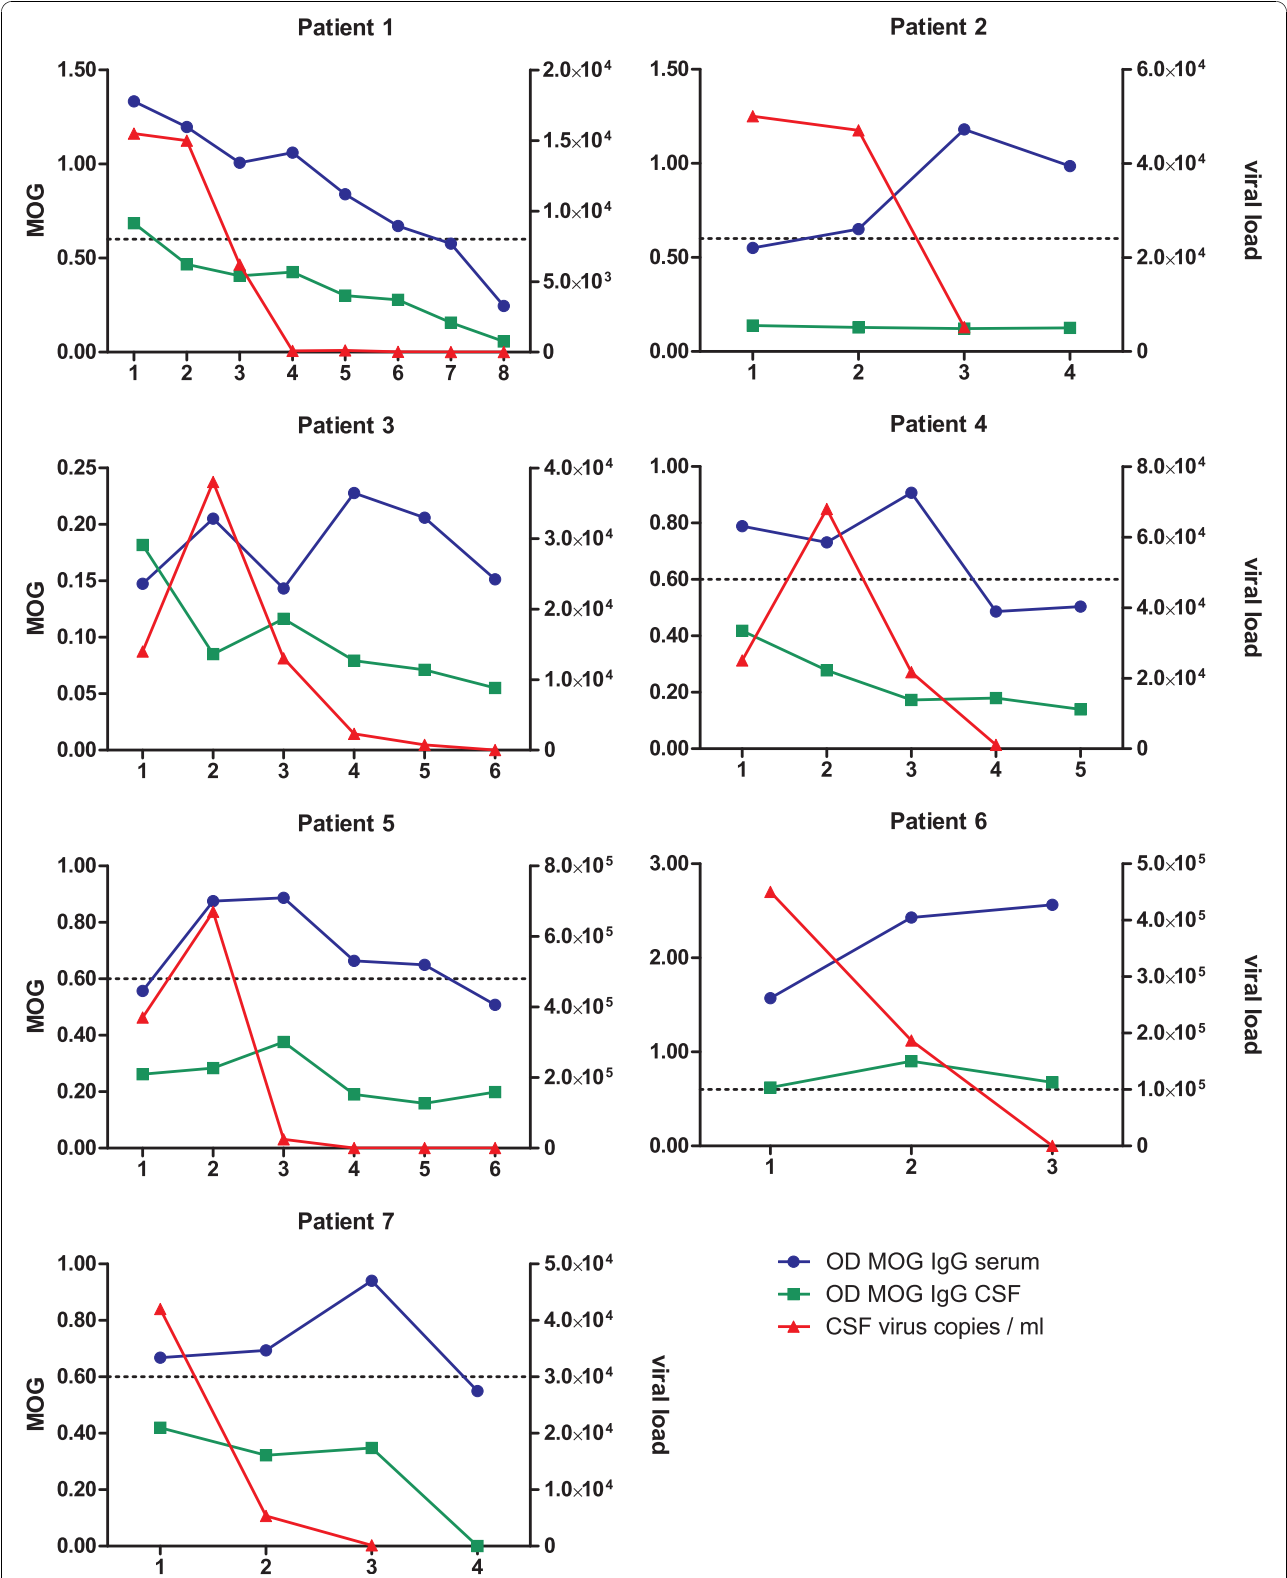 Patient 1
1.50
1.00
0.50
0.00
MOG
2.0×10⁴
1.5×10⁴
1.0×10⁴
5.0×10³
0
1 2 3 4 5 6 7 8
Patient 2
1.50
1.00
0.50
0.00
6.0×10⁴
4.0×10⁴
2.0×10⁴
0
viral load
1 2 3 4
Patient 3
0.25
0.20
0.15
0.10
0.05
0.00
MOG
4.0×10⁴
3.0×10⁴
2.0×10⁴
1.0×10⁴
0
1 2 3 4 5 6
Patient 4
1.00
0.80
0.60
0.40
0.20
0.00
8.0×10⁴
6.0×10⁴
4.0×10⁴
2.0×10⁴
0
viral load
1 2 3 4 5
Patient 5
1.00
0.80
0.60
0.40
0.20
0.00
MOG
8.0×10⁵
6.0×10⁵
4.0×10⁵
2.0×10⁵
0
1 2 3 4 5 6
Patient 6
3.00
2.00
1.00
0.00
5.0×10⁵
4.0×10⁵
3.0×10⁵
2.0×10⁵
1.0×10⁵
0
viral load
1 2 3
Patient 7
1.00
0.80
0.60
0.40
0.20
0.00
MOG
5.0×10⁴
4.0×10⁴
3.0×10⁴
2.0×10⁴
1.0×10⁴
0
viral load
1 2 3 4
OD MOG IgG serum
OD MOG IgG CSF
CSF virus copies / ml